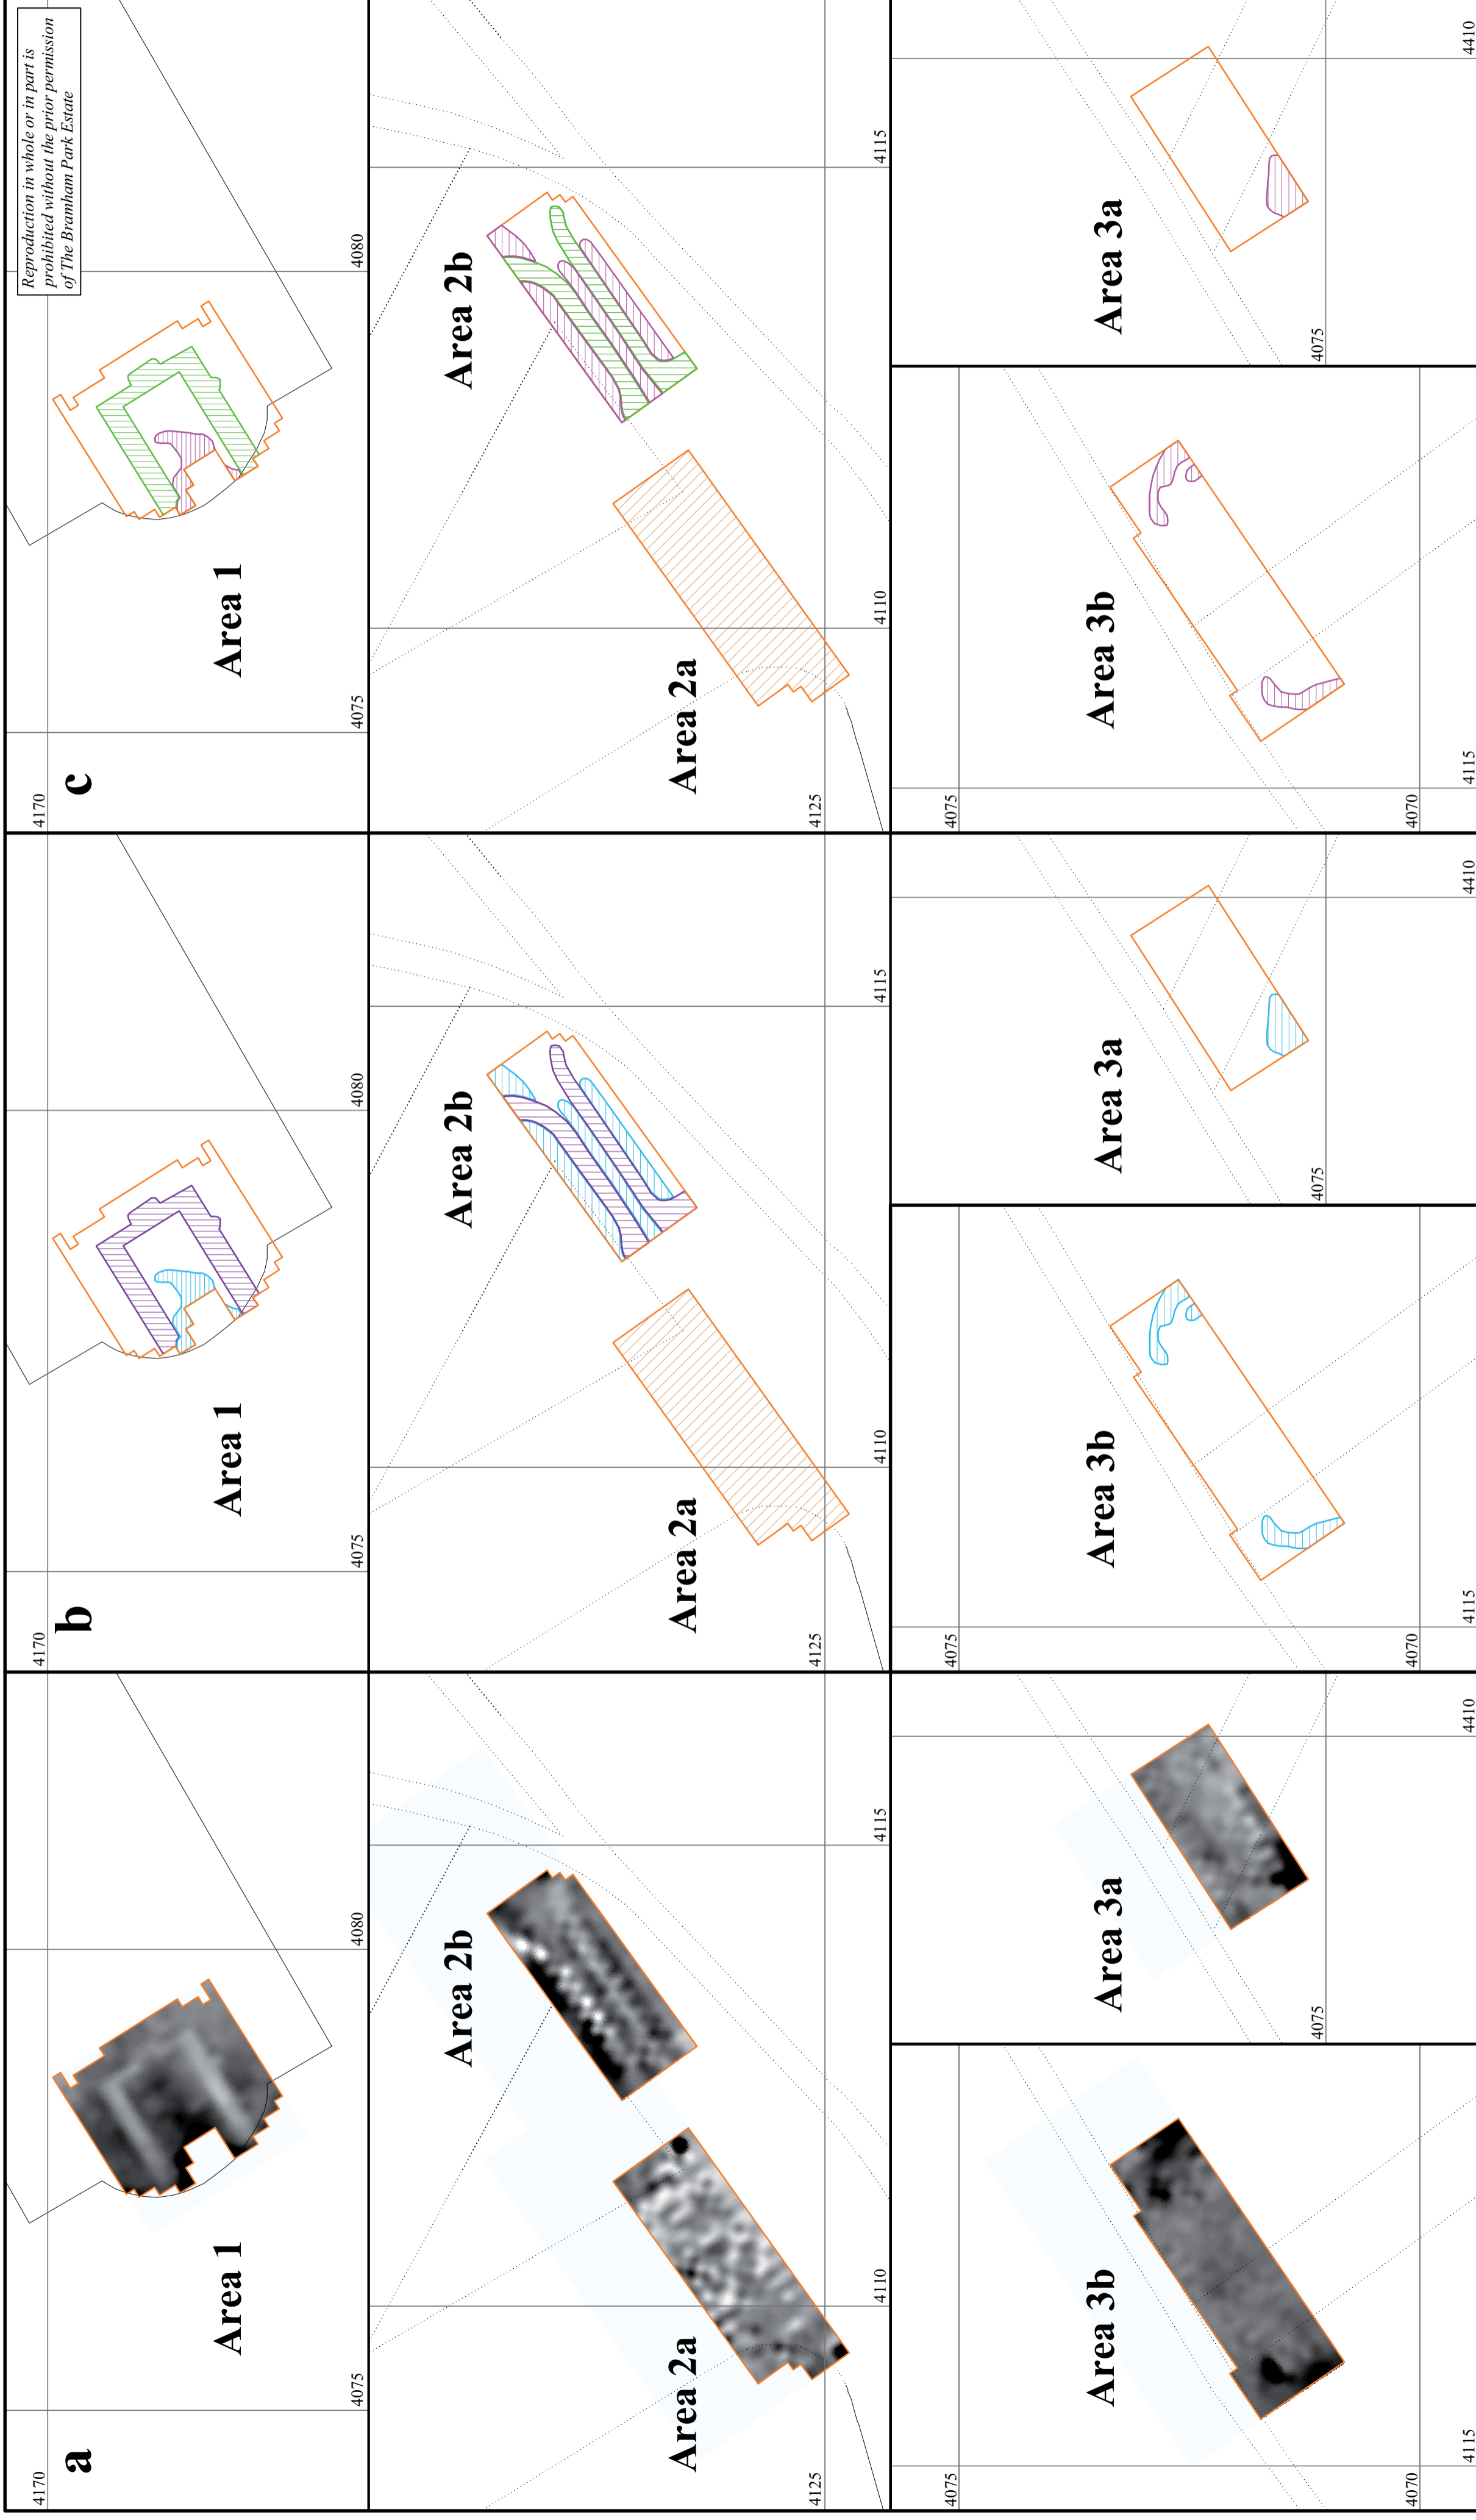 a
4170
Area 1
4075
4080
Area 2b
Area 2a
4125
4110
4115
4075
Area 3b
4070
4115
Area 3a
4075
4410
b
4170
Area 1
4075
4080
Area 2b
Area 2a
4125
4110
4115
4075
Area 3b
4070
4115
Area 3a
4075
4410
Reproduction in whole or in part is
prohibited without the prior permission
of The Bramham Park Estate
c
4170
Area 1
4075
4080
Area 2b
Area 2a
4125
4110
4115
4075
Area 3b
4070
4115
Area 3a
4075
4410